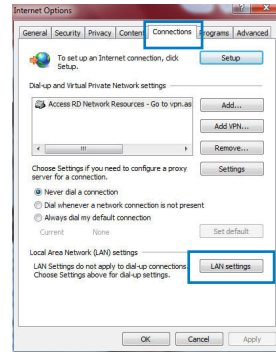 Internet Options
General Security Privacy Content Connections Programs Advanced
To set up an Internet connection, click
Setup.
Setup
Dial-up and Virtual Private Network settings
Access RD Network Resources - Go to vpn.as
Add...
Add VPN...
Remove...
Choose Settings if you need to configure a proxy
server for a connection.
Settings
Never dial a connection
Dial whenever a network connection is not present
Always dial my default connection
Current None
Set default
Local Area Network (LAN) settings
LAN Settings do not apply to dial-up connections.
Choose Settings above for dial-up settings.
LAN settings
OK Cancel Apply